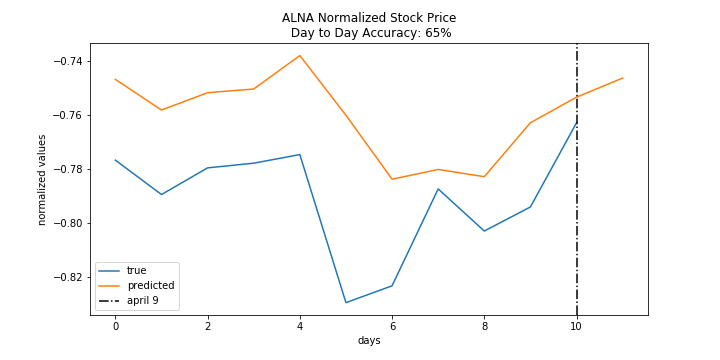 ALNA Normalized Stock Price
Day to Day Accuracy: 65%
normalized values
−0.74
−0.76
−0.78
−0.80
−0.82
true
predicted
april 9
0
2
4
6
8
10
days